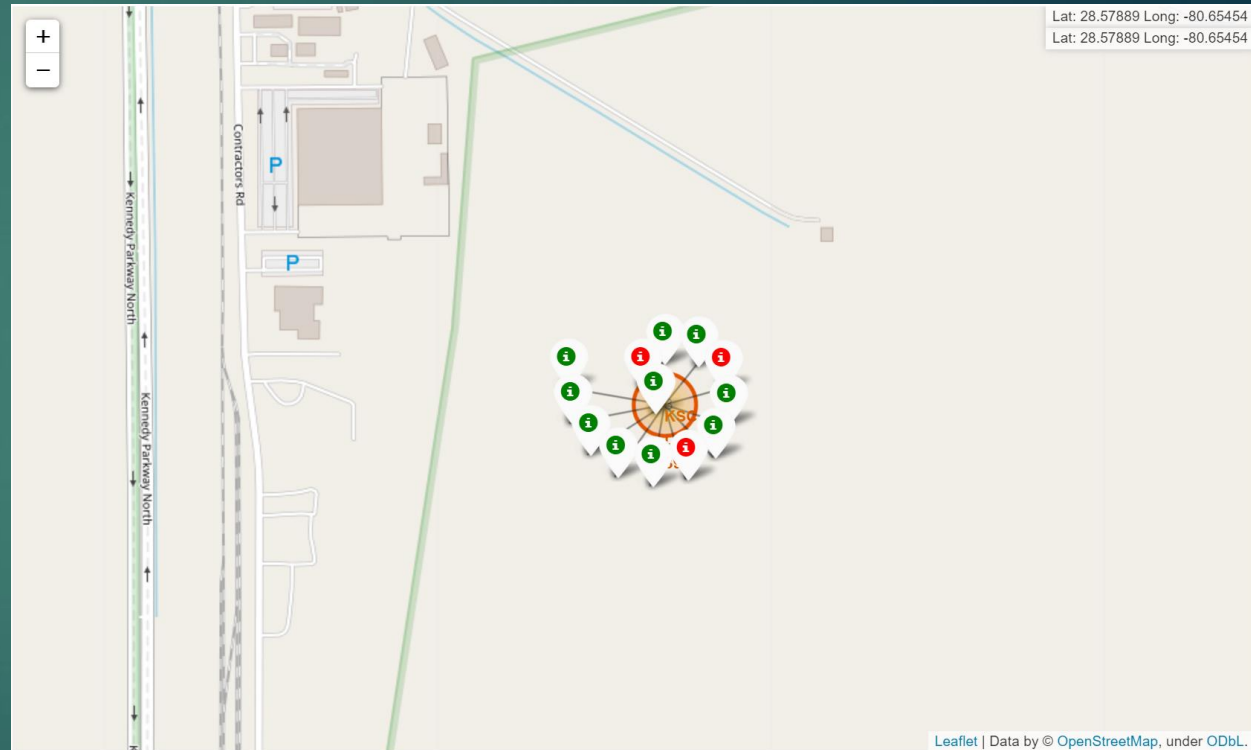 +
−
Lat: 28.57889 Long: -80.65454
Lat: 28.57889 Long: -80.65454
Contractors Rd
P
Kennedy Parkway North
P
Kennedy Parkway North
KSC
Leaflet | Data by © OpenStreetMap, under ODbL.